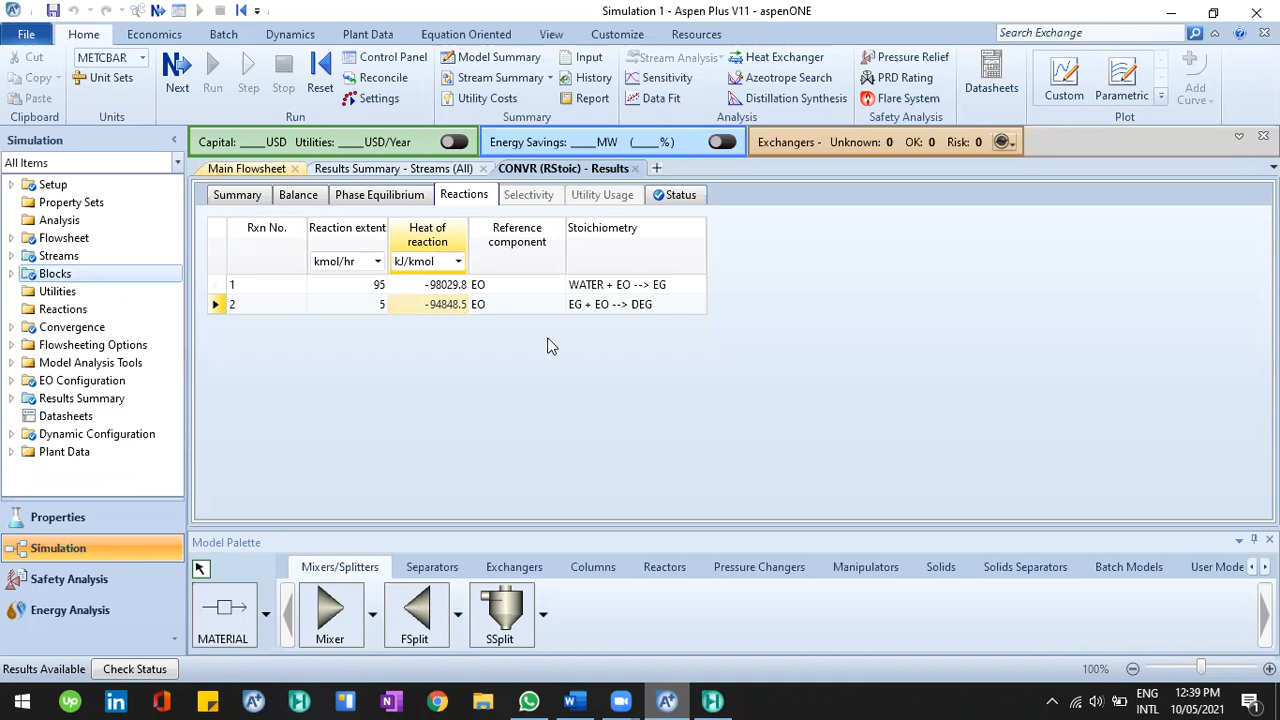 Simulation 1 - Aspen Plus V11 - aspenONE
File Home Economics Batch Dynamics Plant Data Equation Oriented View Customize Resources Search Exchange
Cut METCBAR Control Panel Model Summary Input Stream Analysis Heat Exchanger Pressure Relief
Copy Unit Sets Reconcile Stream Summary History Sensitivity Azeotrope Search PRD Rating
Paste Next Run Step Stop Reset Settings Utility Costs Report Data Fit Distillation Synthesis Flare System Datasheets Custom Parametric Add Curve
Clipboard Units Run Summary Analysis Safety Analysis Plot
Simulation Capital: ____USD Utilities: ____USD/Year Energy Savings: ____MW (____%) Exchangers - Unknown: 0 OK: 0 Risk: 0
All Items Main Flowsheet Results Summary - Streams (All) CONVR (RStoic) - Results
Summary Balance Phase Equilibrium Reactions Selectivity Utility Usage Status
Rxn No. Reaction extent Heat of reaction Reference component Stoichiometry
kmol/hr kJ/kmol
1 95 -98029.8 EO WATER + EO --> EG
2 5 -94848.5 EO EG + EO --> DEG
Setup
Property Sets
Analysis
Flowsheet
Streams
Blocks
Utilities
Reactions
Convergence
Flowsheeting Options
Model Analysis Tools
EO Configuration
Results Summary
Datasheets
Dynamic Configuration
Plant Data
Properties
Simulation
Safety Analysis
Energy Analysis
Model Palette
Mixers/Splitters Separators Exchangers Columns Reactors Pressure Changers Manipulators Solids Solids Separators Batch Models User Mode
MATERIAL Mixer FSplit SSplit
Results Available Check Status 100%
Up in N W
ENG 12:39 PM
INTL 10/05/2021 1